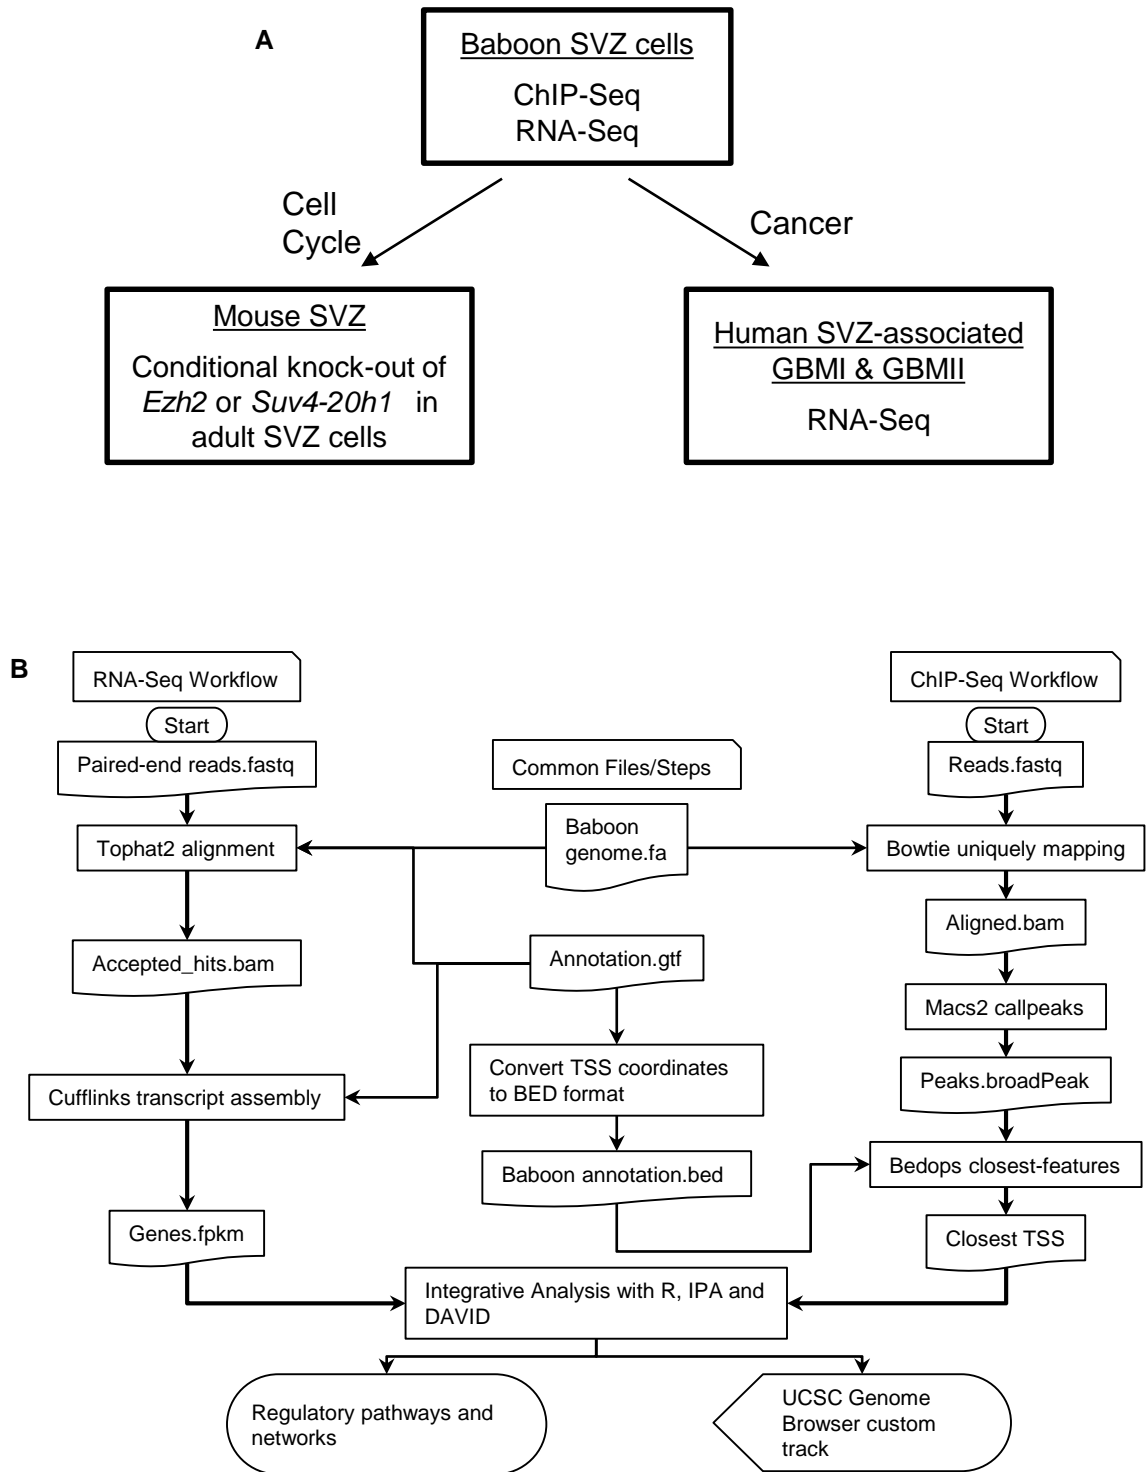 A
Baboon SVZ cells
ChIP-Seq
RNA-Seq
Cell
Cycle
Cancer
Mouse SVZ
Conditional knock-out of
Ezh2 or Suv4-20h1 in
adult SVZ cells
Human SVZ-associated
GBMI & GBMII
RNA-Seq
B
RNA-Seq Workflow
Start
Paired-end reads.fastq
Tophat2 alignment
Accepted_hits.bam
Cufflinks transcript assembly
Genes.fpkm
Common Files/Steps
Baboon
genome.fa
Annotation.gtf
Convert TSS coordinates
to BED format
Baboon annotation.bed
ChIP-Seq Workflow
Start
Reads.fastq
Bowtie uniquely mapping
Aligned.bam
Macs2 callpeaks
Peaks.broadPeak
Bedops closest-features
Closest TSS
Integrative Analysis with R, IPA and
DAVID
Regulatory pathways and
networks
UCSC Genome
Browser custom
track